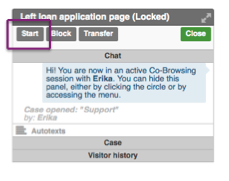 Left loan application page (Locked)
Start Block Transfer Close
Chat
Hi! You are now in an active Co-Browsing
session with Erika. You can hide this
panel, either by clicking the circle or by
accessing the menu.
Case opened: "Support"
by: Erika
Autotexts
Case
Visitor history